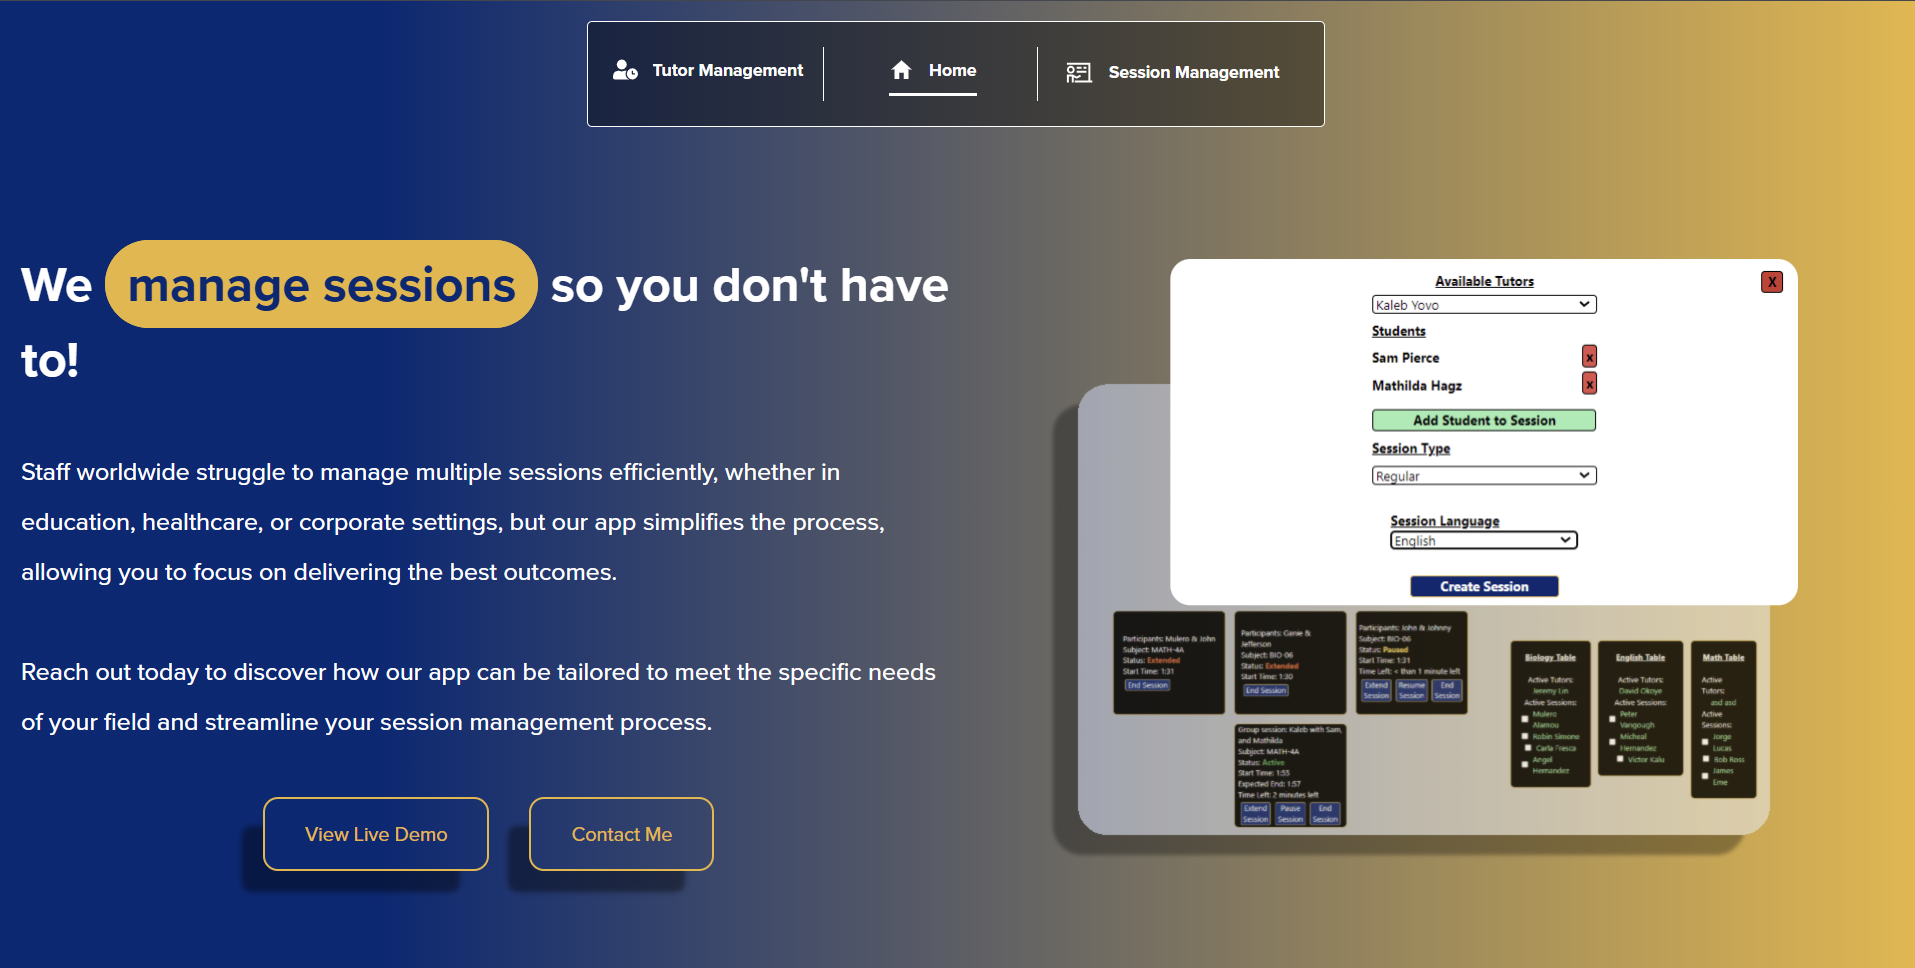 Tutor Management
Home
Session Management
We manage sessions so you don't have
to!
Staff worldwide struggle to manage multiple sessions efficiently, whether in
education, healthcare, or corporate settings, but our app simplifies the process,
allowing you to focus on delivering the best outcomes.
Reach out today to discover how our app can be tailored to meet the specific needs
of your field and streamline your session management process.
View Live Demo
Contact Me
Available Tutors
X
Kaleb Yovo
Students
Sam Pierce
x
Mathilda Hagz
x
Add Student to Session
Session Type
Regular
Session Language
English
Create Session
Participants: Mulero & John
Subject: MATH-4A
Status: Extended
Start Time: 1:31
End Session
Participants: Genie &
Jefferson
Subject: BIO-06
Status: Extended
Start Time: 1:30
End Session
Participants: John & Johnny
Subject: BIO-06
Status: Paused
Start Time: 1:31
Time Left: < than 1 minute left
Extend
Session
Resume
Session
End
Session
Group session: Kaleb with Sam,
and Mathilda
Subject: MATH-4A
Status: Active
Start Time: 1:55
Expected End: 1:57
Time Left: 2 minutes left
Extend
Session
Pause
Session
End
Session
Biology Table
Active Tutors:
Jeremy Lin
Active Sessions:
Mulero
Alamou
Robin Simone
Carla Fresca
Angel
Hernandez
English Table
Active Tutors:
David Okoye
Active Sessions:
Peter
Vangough
Micheal
Hernandez
Victor Kalu
Math Table
Active
Tutors:
asd asd
Active
Sessions:
Jorge
Lucas
Bob Ross
James
Eme